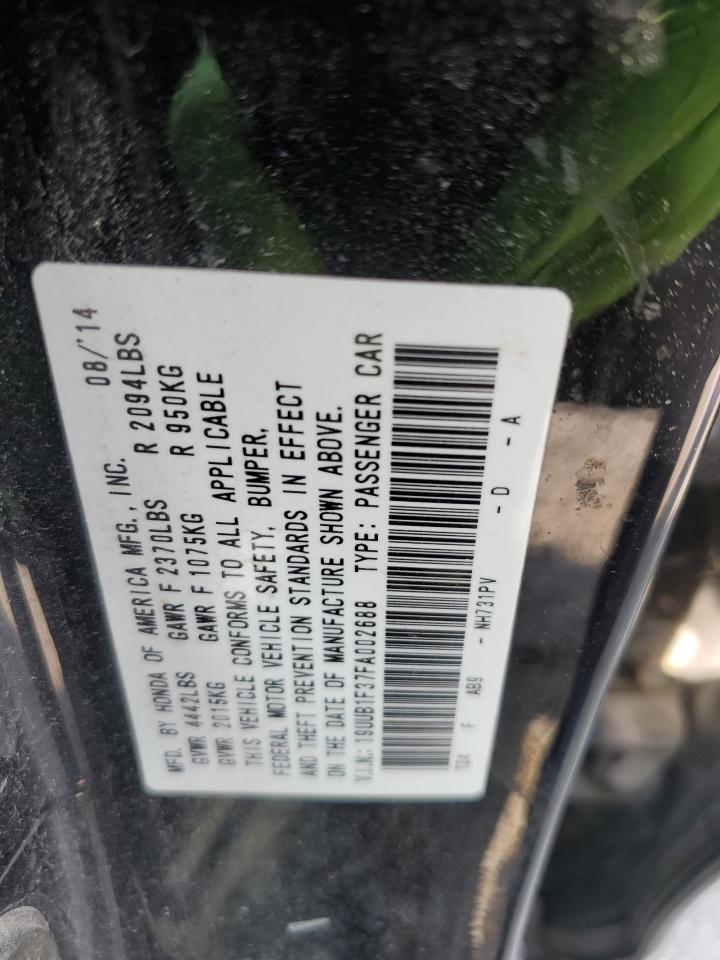 MFD. BY HONDA OF AMERICA MFG., INC. 08/'14
GVWR 4442LBS GAWR F 2370LBS R 2094LBS
GVWR 2015KG GAWR F 1075KG R 950KG
THIS VEHICLE CONFORMS TO ALL APPLICABLE
FEDERAL MOTOR VEHICLE SAFETY, BUMPER,
AND THEFT PREVENTION STANDARDS IN EFFECT
ON THE DATE OF MANUFACTURE SHOWN ABOVE.
V.I.N.: 19UUB1F37FA002688 TYPE: PASSENGER CAR
TZ4 F AB9 - NH731PV - D - A